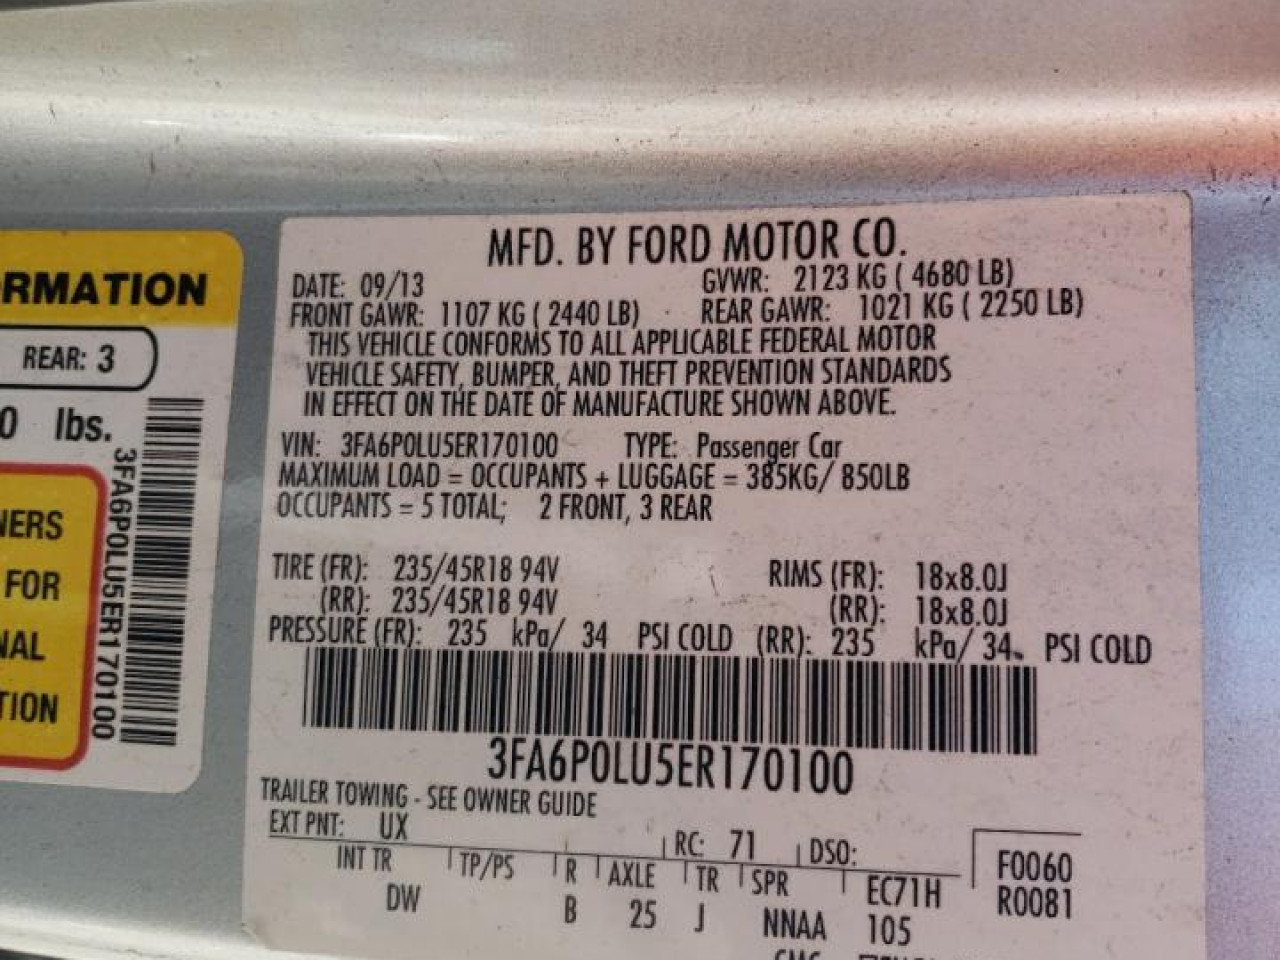 RMATION
REAR: 3
0 lbs.
3FA6P0LU5ER170100
NERS
FOR
NAL
TION
MFD. BY FORD MOTOR CO.
DATE: 09/13 GVWR: 2123 KG ( 4680 LB)
FRONT GAWR: 1107 KG ( 2440 LB) REAR GAWR: 1021 KG ( 2250 LB)
THIS VEHICLE CONFORMS TO ALL APPLICABLE FEDERAL MOTOR
VEHICLE SAFETY, BUMPER, AND THEFT PREVENTION STANDARDS
IN EFFECT ON THE DATE OF MANUFACTURE SHOWN ABOVE.
VIN: 3FA6P0LU5ER170100 TYPE: Passenger Car
MAXIMUM LOAD = OCCUPANTS + LUGGAGE = 385KG/ 850LB
OCCUPANTS = 5 TOTAL; 2 FRONT, 3 REAR
TIRE (FR): 235/45R18 94V RIMS (FR): 18x8.0J
(RR): 235/45R18 94V (RR): 18x8.0J
PRESSURE (FR): 235 kPa/ 34 PSI COLD (RR): 235 kPa/ 34 PSI COLD
3FA6P0LU5ER170100
TRAILER TOWING - SEE OWNER GUIDE
EXT PNT: UX RC: 71 DSO: F0060
INT TR TP/PS R AXLE TR SPR EC71H R0081
DW B 25 J NNAA 105